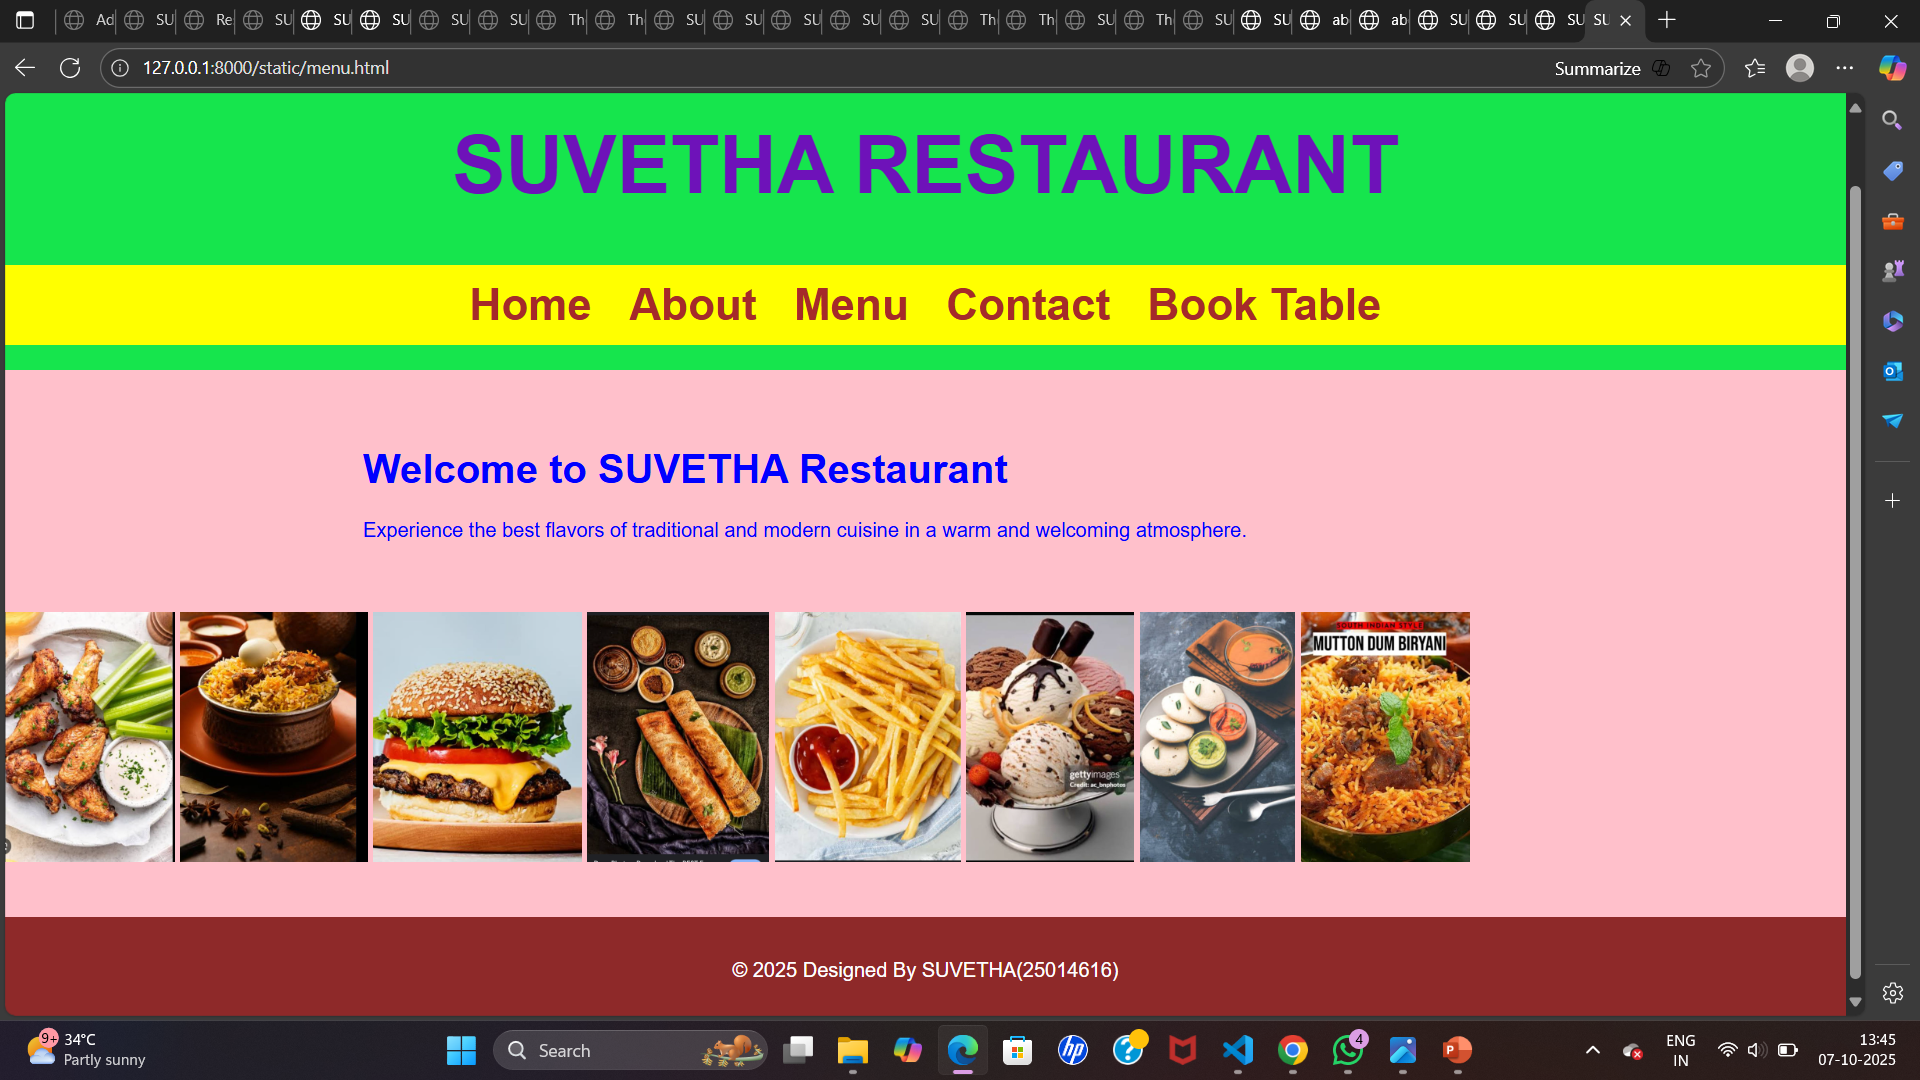 Ad SU Re SU SU SU SU SU Th Th SU SU SU SU SU Th Th SU Th SU SU ab ab SU SU SU SU
127.0.0.1:8000/static/menu.html
Summarize
SUVETHA RESTAURANT
Home About Menu Contact Book Table
Welcome to SUVETHA Restaurant
Experience the best flavors of traditional and modern cuisine in a warm and welcoming atmosphere.
SOUTH INDIAN STYLE
MUTTON DUM BIRYANI
gettyimages
Credit: ac_bnphotos
© 2025 Designed By SUVETHA(25014616)
9+
34°C
Partly sunny
Search
hp
4
ENG
IN
13:45
07-10-2025